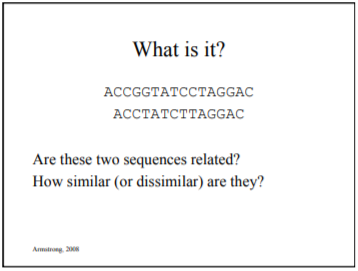 What is it?
ACCGGTATCCTAGGAC
ACCTATCTTAGGAC
Are these two sequences related?
How similar (or dissimilar) are they?
Armstrong, 2008